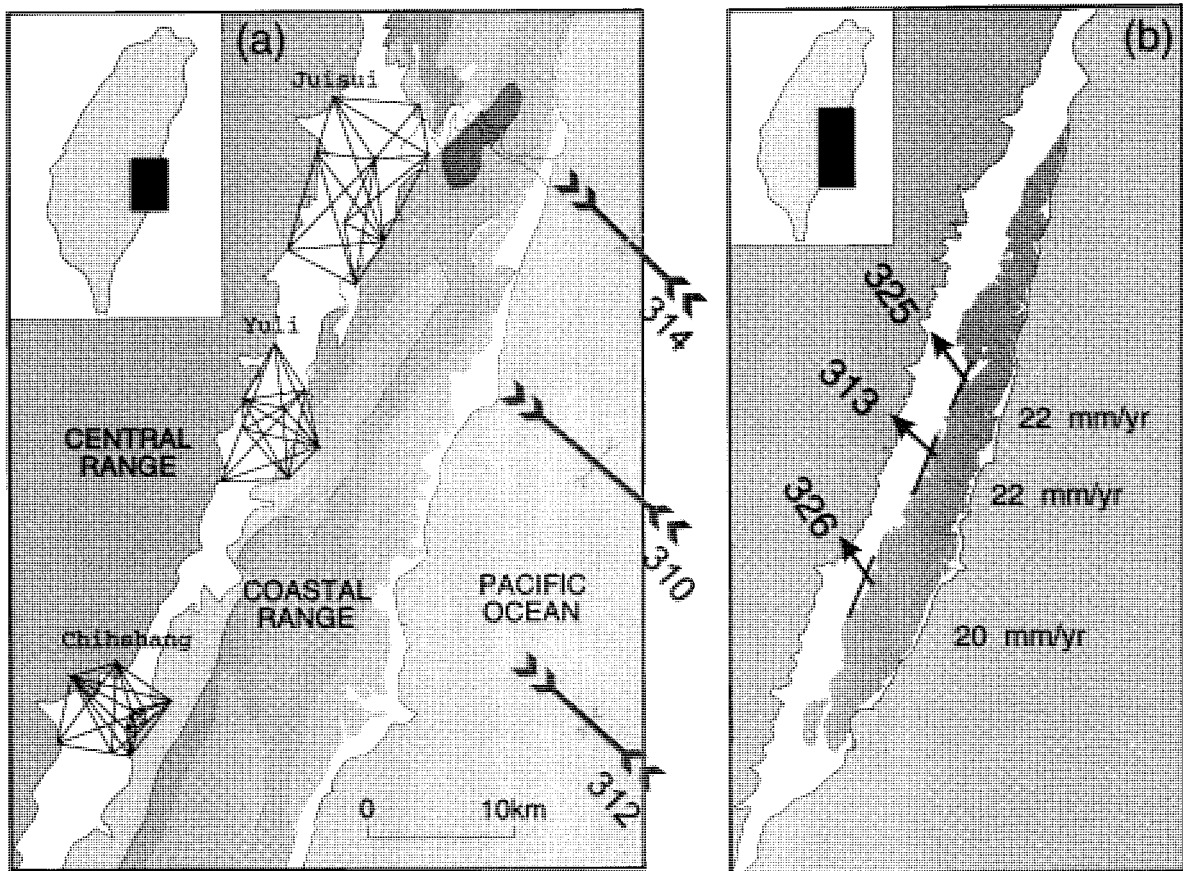 (a)
Juisui
314
Yuli
CENTRAL
RANGE
310
COASTAL
RANGE
PACIFIC
OCEAN
Chihshang
312
0 10km
(b)
325
313
22 mm/yr
22 mm/yr
326
20 mm/yr